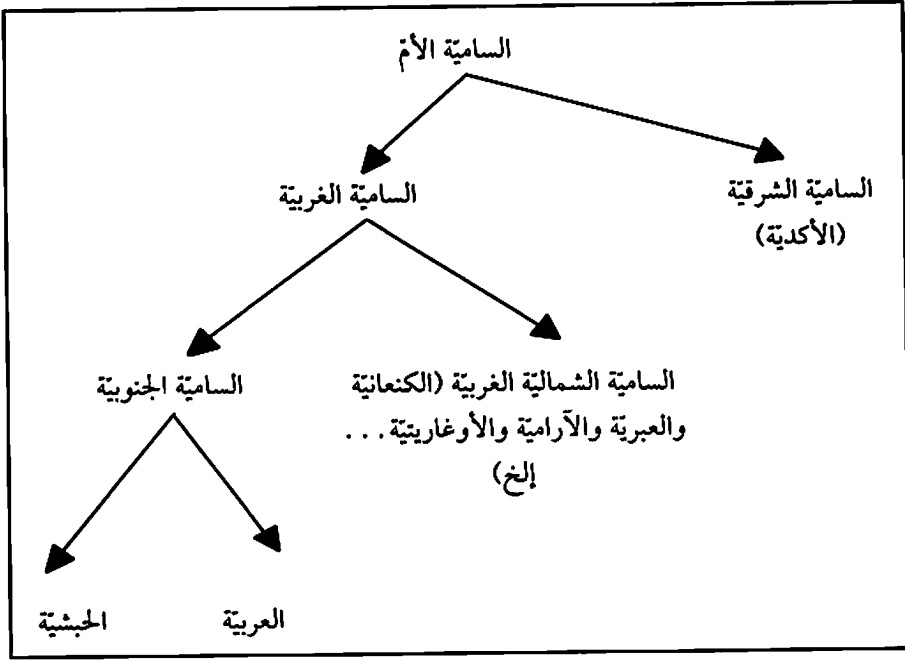 الساميّة الأمّ
الساميّة الشرقيّة
(الأكديّة)
الساميّة الغربيّة
الساميّة الشماليّة الغربيّة (الكنعانيّة
والعبريّة والآراميّة والأوغاريتيّة...
إلخ)
الساميّة الجنوبيّة
العربيّة
الحبشيّة